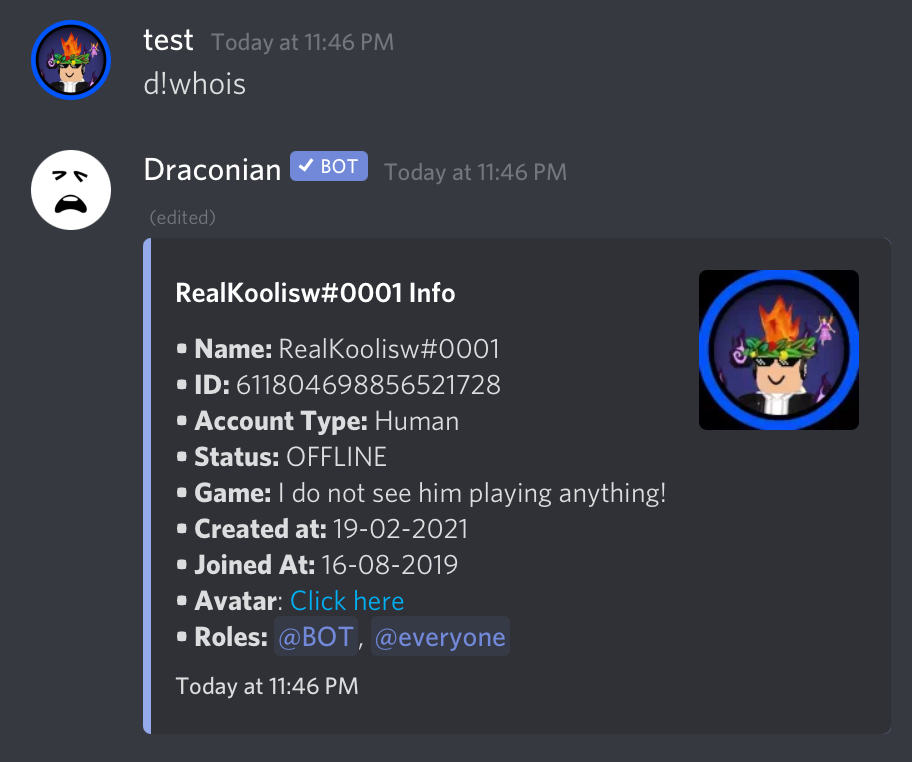 test Today at 11:46 PM
d!whois
Draconian ✓ BOT Today at 11:46 PM
(edited)
RealKoolisw#0001 Info
• Name: RealKoolisw#0001
• ID: 611804698856521728
• Account Type: Human
• Status: OFFLINE
• Game: I do not see him playing anything!
• Created at: 19-02-2021
• Joined At: 16-08-2019
• Avatar: Click here
• Roles: @BOT, @everyone
Today at 11:46 PM